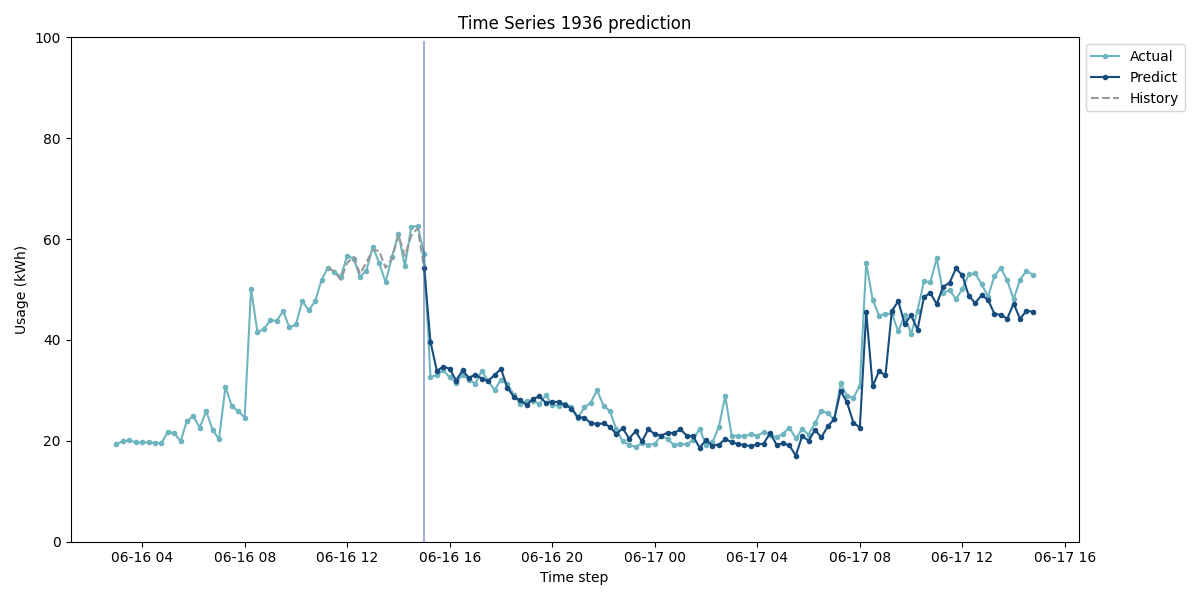 Time Series 1936 prediction
100
80
60
40
20
0
Usage (kWh)
06-16 04
06-16 08
06-16 12
06-16 16
06-16 20
06-17 00
06-17 04
06-17 08
06-17 12
06-17 16
Time step
Actual
Predict
History